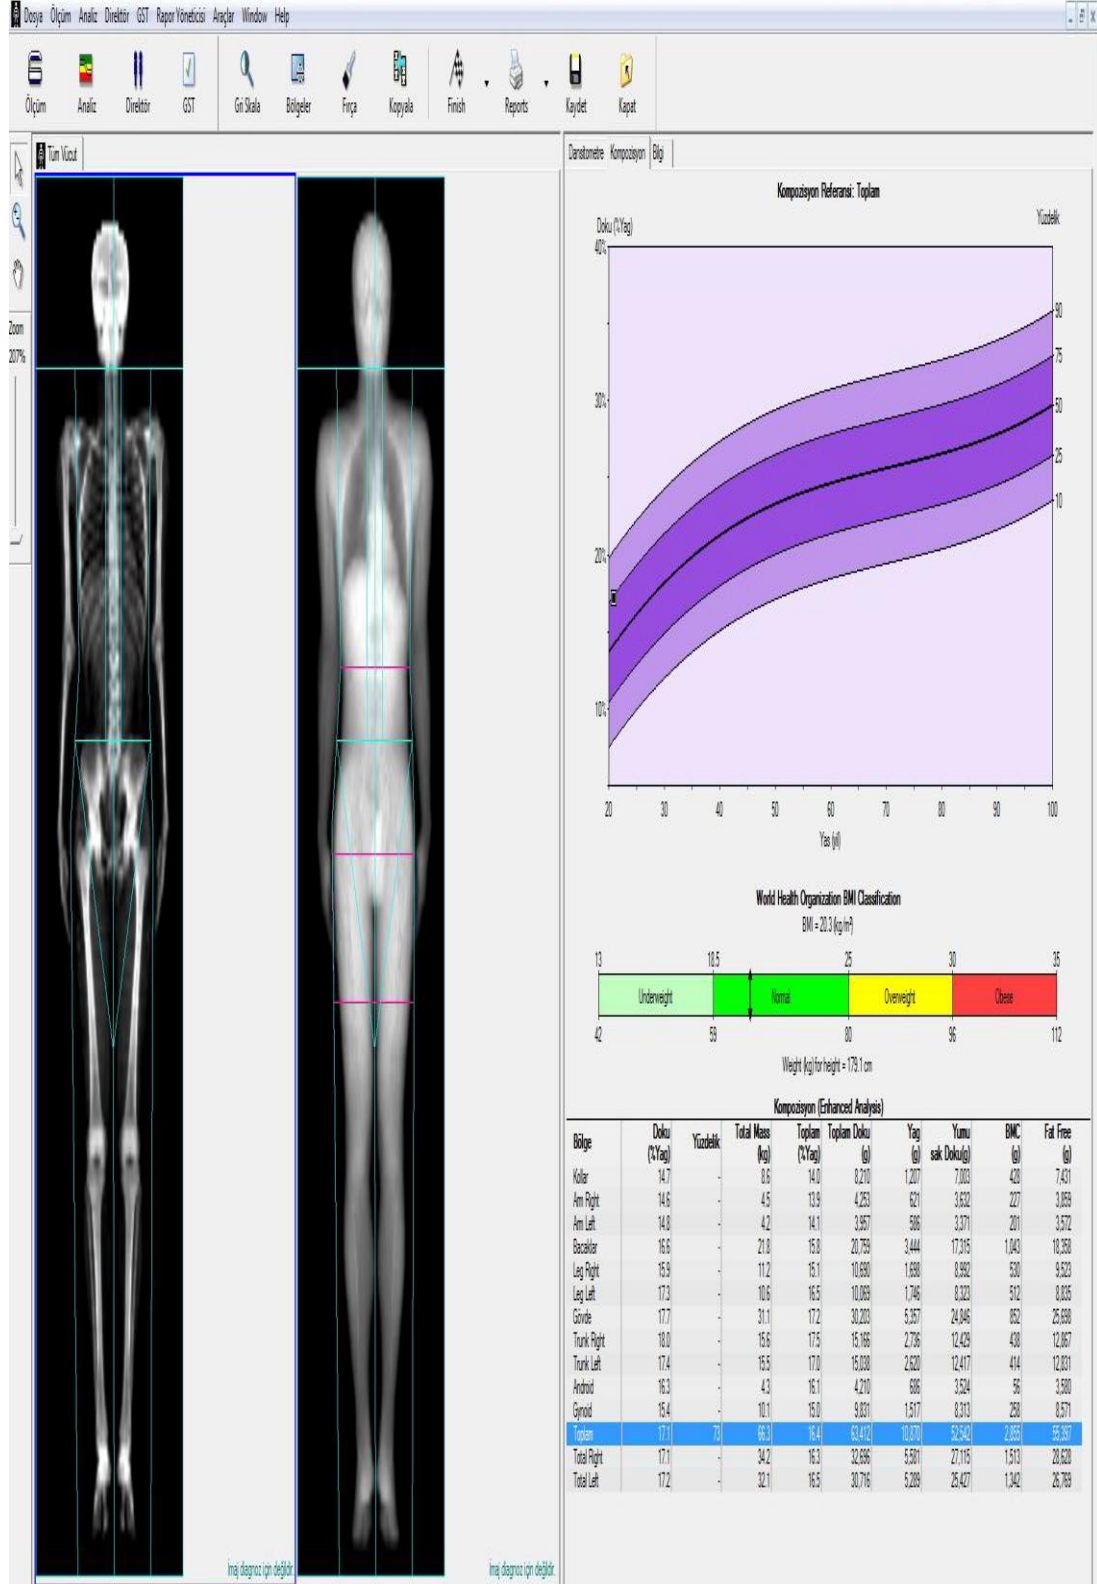 Dosya Ölçüm Analiz Direktör GST Rapor Yöneticisi Araçlar Window Help
Ölçüm Analiz Direktör GST Gri Skala Bölgeler Fırça Kopyala Finish Reports Kaydet Kapat
Tüm Vücut
Dansitometre Kompozisyon Bilgi
Zoom
207%
Kompozisyon Referansi: Toplam
Doku (%Yag) Yüzdelik
40%
90
75
30%
50
25
10
20%
10%
20 30 40 50 60 70 80 90 100
Yas (yil)
World Health Organization BMI Classification
BMI = 20.3 (kg/m²)
13 18.5 25 30 35
Underweight Normal Overweight Obese
42 59 80 96 112
Weight (kg) for height = 179.1 cm
Kompozisyon (Enhanced Analysis)
Bölge Doku Yüzdelik Total Mass Toplam Toplam Doku Yag Yumu BMC Fat Free
(%Yag) (kg) (%Yag) (g) (g) sak Doku(g) (g) (g)
Kollar 14.7 - 8.6 14.0 8,210 1,207 7,003 428 7,431
Arm Right 14.6 - 4.5 13.9 4,253 621 3,632 227 3,859
Arm Left 14.8 - 4.2 14.1 3,957 586 3,371 201 3,572
Bacaklar 16.6 - 21.8 15.8 20,759 3,444 17,315 1,043 18,358
Leg Right 15.9 - 11.2 15.1 10,690 1,698 8,992 530 9,523
Leg Left 17.3 - 10.6 16.5 10,069 1,746 8,323 512 8,835
Gövde 17.7 - 31.1 17.2 30,203 5,357 24,846 852 25,698
Trunk Right 18.0 - 15.6 17.5 15,166 2,736 12,429 438 12,867
Trunk Left 17.4 - 15.5 17.0 15,038 2,620 12,417 414 12,831
Android 16.3 - 4.3 16.1 4,210 686 3,524 56 3,580
Gynoid 15.4 - 10.1 15.0 9,831 1,517 8,313 258 8,571
Toplam 17.1 73 66.3 16.4 63,412 10,870 52,542 2,855 55,397
Total Right 17.1 - 34.2 16.3 32,696 5,581 27,115 1,513 28,628
Total Left 17.2 - 32.1 16.5 30,716 5,289 25,427 1,342 26,769
İmaj diagnoz için değildir.
İmaj diagnoz için değildir.